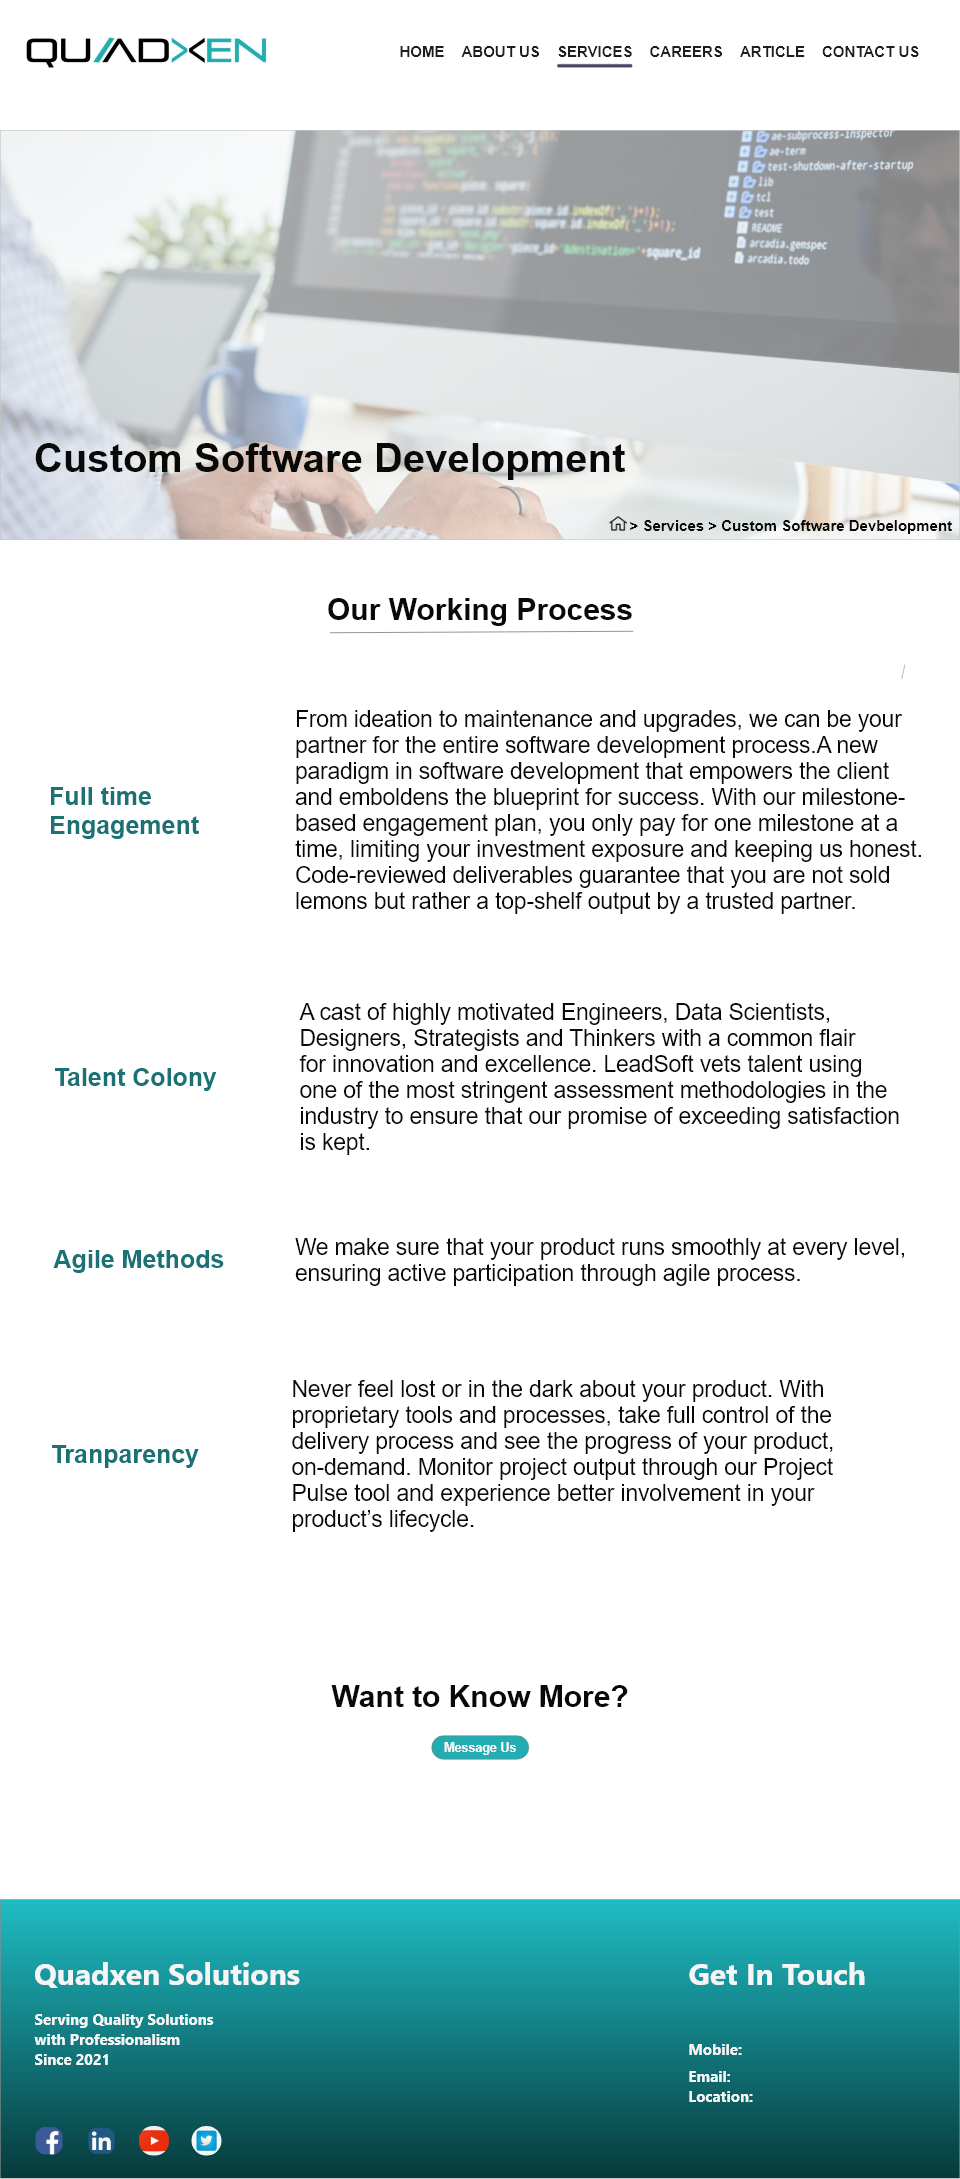 QUADXEN
HOME ABOUT US SERVICES CAREERS ARTICLE CONTACT US
ae-subprocess-inspector
ae-term
test-shutdown-after-startup
lib
tcl
test
README
arcadia.gemspec
arcadia.todo
square_id
Custom Software Development
> Services > Custom Software Devbelopment
Our Working Process
/
Full time
Engagement
From ideation to maintenance and upgrades, we can be your
partner for the entire software development process.A new
paradigm in software development that empowers the client
and emboldens the blueprint for success. With our milestone-
based engagement plan, you only pay for one milestone at a
time, limiting your investment exposure and keeping us honest.
Code-reviewed deliverables guarantee that you are not sold
lemons but rather a top-shelf output by a trusted partner.
Talent Colony
A cast of highly motivated Engineers, Data Scientists,
Designers, Strategists and Thinkers with a common flair
for innovation and excellence. LeadSoft vets talent using
one of the most stringent assessment methodologies in the
industry to ensure that our promise of exceeding satisfaction
is kept.
Agile Methods
We make sure that your product runs smoothly at every level,
ensuring active participation through agile process.
Tranparency
Never feel lost or in the dark about your product. With
proprietary tools and processes, take full control of the
delivery process and see the progress of your product,
on-demand. Monitor project output through our Project
Pulse tool and experience better involvement in your
product’s lifecycle.
Want to Know More?
Message Us
Quadxen Solutions
Serving Quality Solutions
with Professionalism
Since 2021
Get In Touch
Mobile:
Email:
Location: